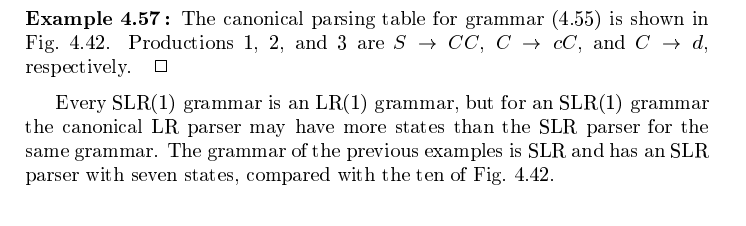 Example 4.57: The canonical parsing table for grammar (4.55) is shown in
Fig. 4.42. Productions 1, 2, and 3 are S → CC, C → cC, and C → d,
respectively. □
Every SLR(1) grammar is an LR(1) grammar, but for an SLR(1) grammar
the canonical LR parser may have more states than the SLR parser for the
same grammar. The grammar of the previous examples is SLR and has an SLR
parser with seven states, compared with the ten of Fig. 4.42.